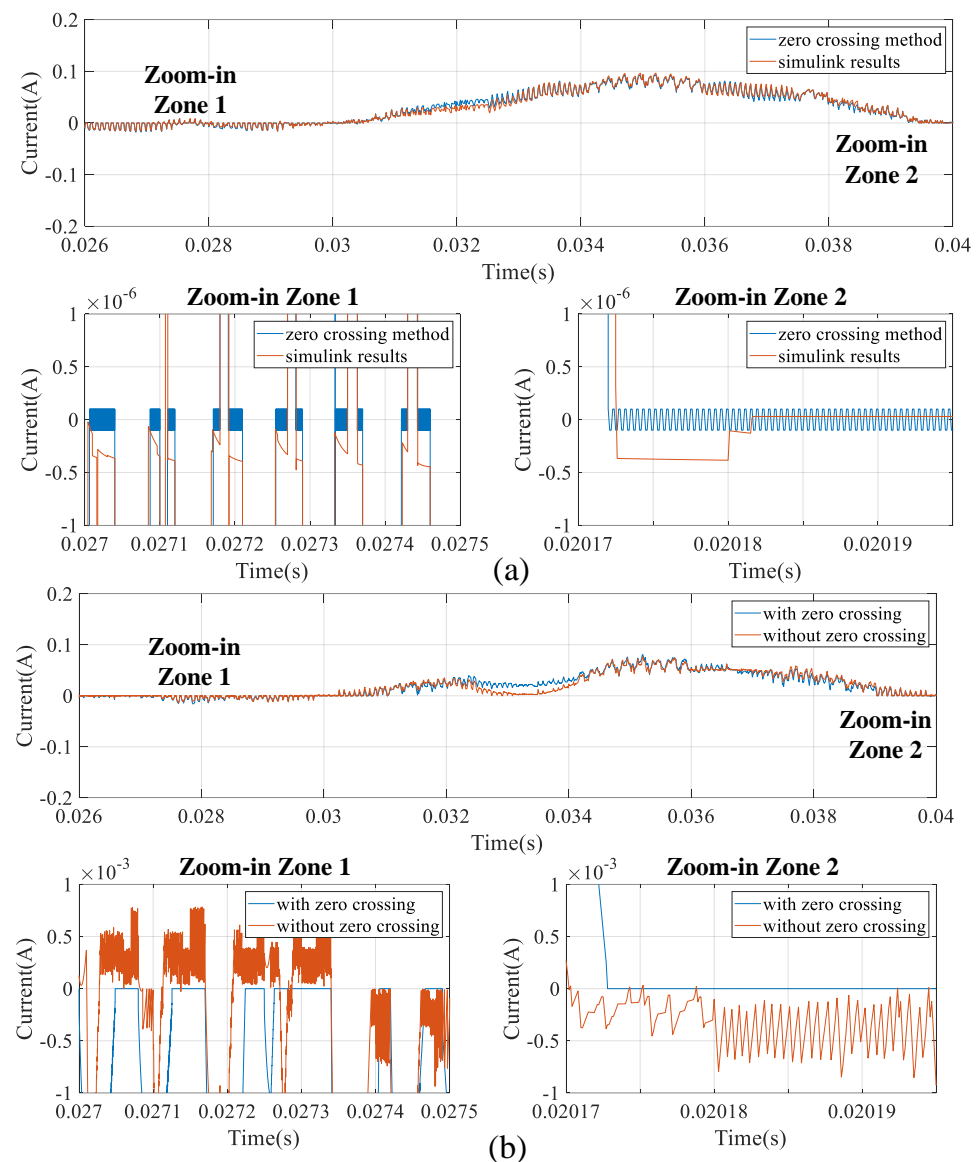 0.2
zero crossing method
simulink results
Zoom-in
Zone 1
0.1
0
Zoom-in
Zone 2
-0.1
-0.2
Current(A)
0.026 0.028 0.03 0.032 0.034 0.036 0.038 0.04
Time(s)
Zoom-in Zone 1
×10-6
1
zero crossing method
simulink results
0.5
0
-0.5
-1
Current(A)
0.027 0.0271 0.0272 0.0273 0.0274 0.0275
Time(s)
Zoom-in Zone 2
×10-6
1
zero crossing method
simulink results
0.5
0
-0.5
-1
Current(A)
0.02017 0.02018 0.02019
Time(s)
(a)
0.2
with zero crossing
without zero crossing
Zoom-in
Zone 1
0.1
0
Zoom-in
Zone 2
-0.1
-0.2
Current(A)
0.026 0.028 0.03 0.032 0.034 0.036 0.038 0.04
Time(s)
Zoom-in Zone 1
×10-3
1
with zero crossing
without zero crossing
0.5
0
-0.5
-1
Current(A)
0.027 0.0271 0.0272 0.0273 0.0274 0.0275
Time(s)
Zoom-in Zone 2
×10-3
1
with zero crossing
without zero crossing
0.5
0
-0.5
-1
Current(A)
0.02017 0.02018 0.02019
Time(s)
(b)